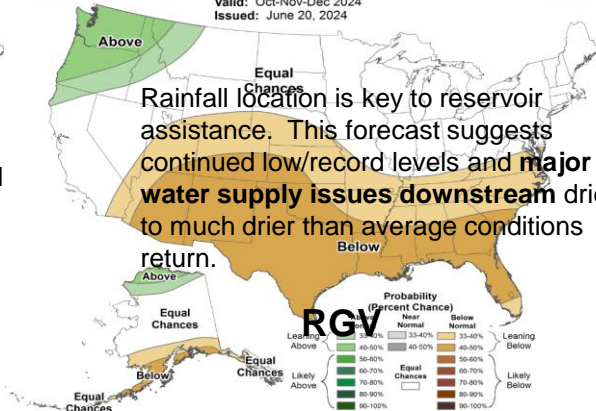 Valid: Oct-Nov-Dec 2024
Issued: June 20, 2024
Above
Equal
Chances
Rainfall location is key to reservoir
assistance. This forecast suggests
continued low/record levels and major
water supply issues downstream
to much drier than average conditions
return.
Below
Above
Equal
Chances
Below
Equal
Chances
Equal
Chances
RGV
Probability
(Percent Chance)
Above
Near
Normal
Below
Normal
Leaning
Above
33-40%
33-40%
33-40%
Leaning
Below
40-50%
40-50%
40-50%
50-60%
50-60%
Likely
Above
60-70%
Equal
Chances
60-70%
Likely
Below
70-80%
70-80%
80-90%
80-90%
90-100%
90-100%